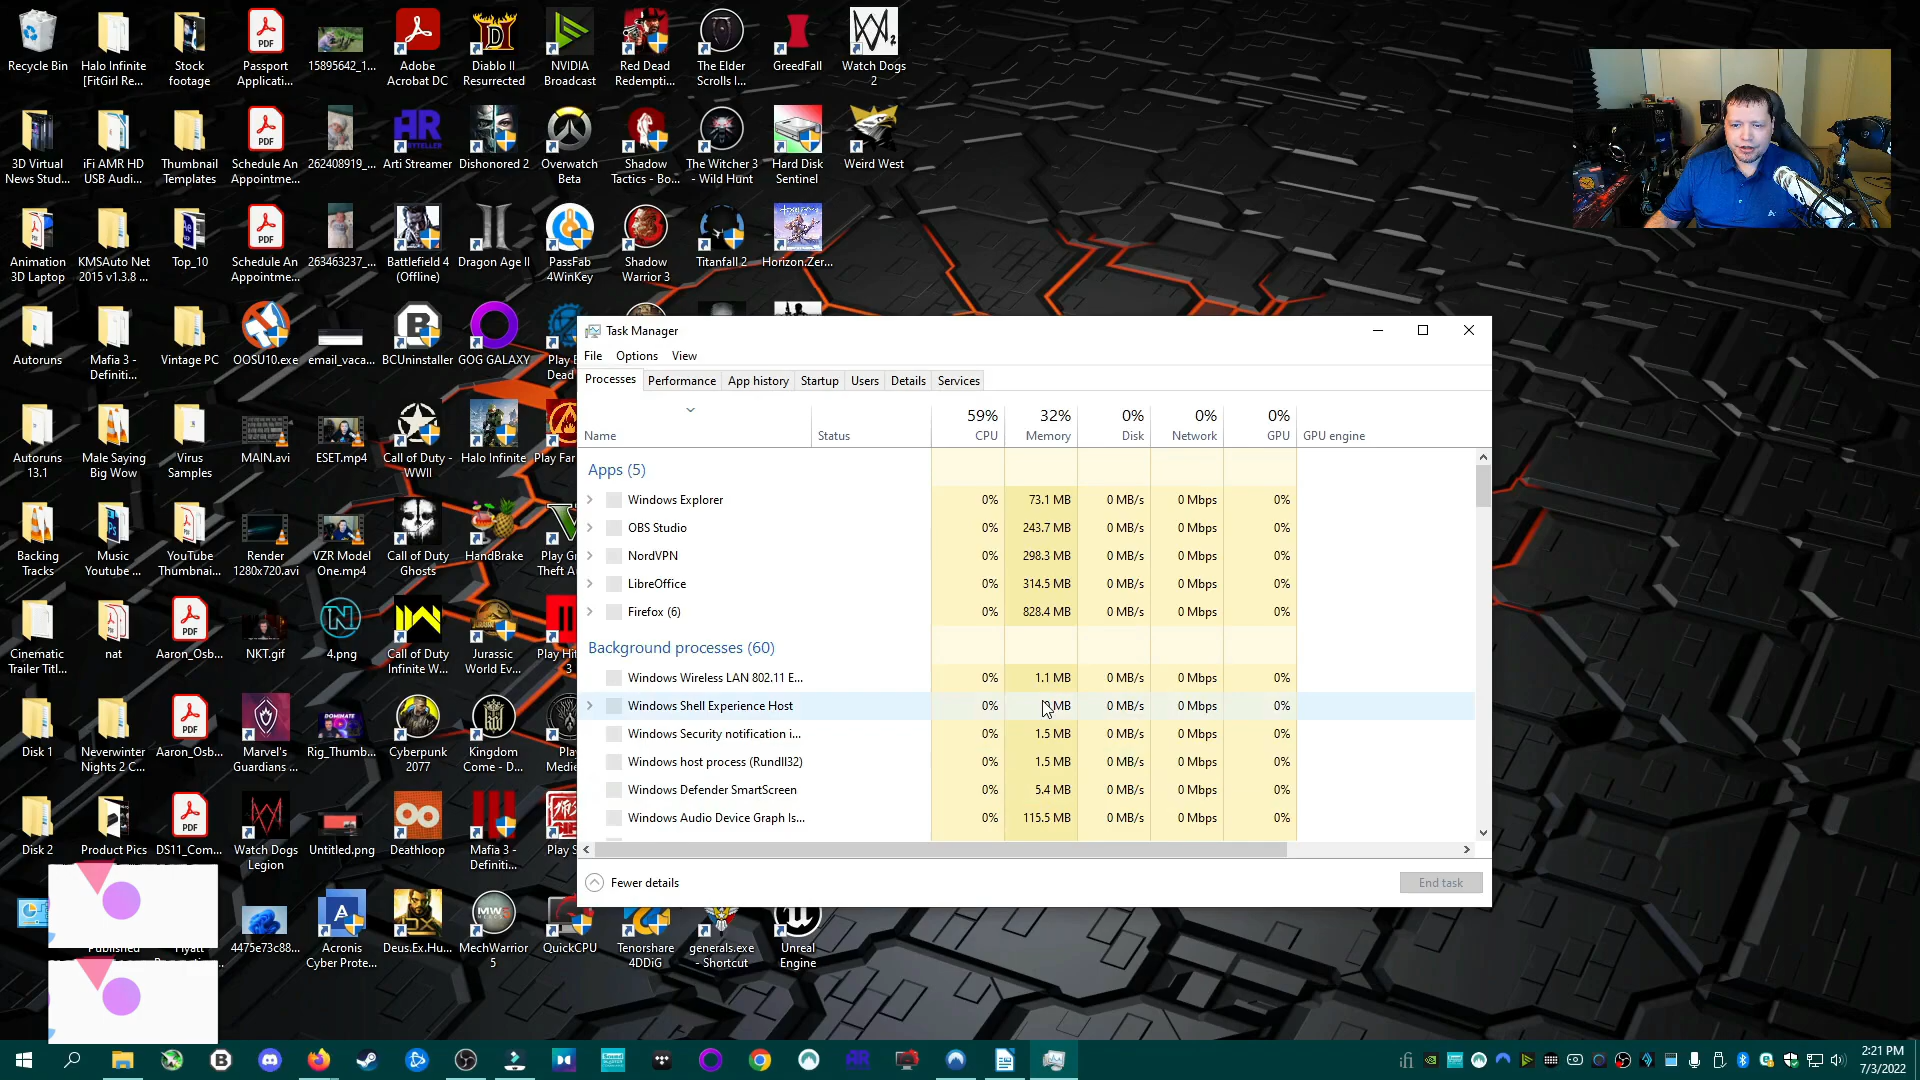 Recycle Bin
Halo Infinite
[FitGirl Re...
Stock
footage
Passport
Applicati...
15895642_1...
Adobe
Acrobat DC
Diablo II
Resurrected
NVIDIA
Broadcast
Red Dead
Redempti...
The Elder
Scrolls I...
GreedFall
Watch Dogs
2
3D Virtual
News Stud...
iFi AMR HD
USB Audi...
Thumbnail
Templates
Schedule An
Appointme...
262408919_...
Arti Streamer
Dishonored 2
Overwatch
Beta
Shadow
Tactics - Bo...
The Witcher 3
- Wild Hunt
Hard Disk
Sentinel
Weird West
Animation
3D Laptop
KMSAuto Net
2015 v1.3.8 ...
Top_10
Schedule An
Appointme...
263463237_...
Battlefield 4
(Offline)
Dragon Age II
PassFab
4WinKey
Shadow
Warrior 3
Titanfall 2
Horizon.Zer...
Autoruns
Mafia 3 -
Definiti...
Vintage PC
OOSU10.exe
email_vaca...
BCUninstaller
GOG GALAXY
Autoruns
13.1
Male Saying
Big Wow
Virus
Samples
MAIN.avi
ESET.mp4
Call of Duty -
WWII
Halo Infinite
Backing
Tracks
Music
Youtube ...
YouTube
Thumbnai...
Render
1280x720.avi
VZR Model
One.mp4
Call of Duty
Ghosts
HandBrake
Cinematic
Trailer Titl...
nat
Aaron_Osb...
NKT.gif
4.png
Call of Duty
Infinite W...
Jurassic
World Ev...
Disk 1
Neverwinter
Nights 2 C...
Aaron_Osb...
Marvel's
Guardians ...
Rig_Thumb...
Cyberpunk
2077
Kingdom
Come - D...
Disk 2
Product Pics
DS11_Com...
Watch Dogs
Legion
Untitled.png
Deathloop
Mafia 3 -
Definiti...
4475e73c88...
Acronis
Cyber Prote...
Deus.Ex.Hu...
MechWarrior
5
QuickCPU
Tenorshare
4DDiG
generals.exe
- Shortcut
Unreal
Engine
Task Manager
File Options View
Processes Performance App history Startup Users Details Services
59% 32% 0% 0% 0%
Name Status CPU Memory Disk Network GPU GPU engine
Apps (5)
Windows Explorer 0% 73.1 MB 0 MB/s 0 Mbps 0%
OBS Studio 0% 243.7 MB 0 MB/s 0 Mbps 0%
NordVPN 0% 298.3 MB 0 MB/s 0 Mbps 0%
LibreOffice 0% 314.5 MB 0 MB/s 0 Mbps 0%
Firefox (6) 0% 828.4 MB 0 MB/s 0 Mbps 0%
Background processes (60)
Windows Wireless LAN 802.11 E... 0% 1.1 MB 0 MB/s 0 Mbps 0%
Windows Shell Experience Host 0% MB 0 MB/s 0 Mbps 0%
Windows Security notification i... 0% 1.5 MB 0 MB/s 0 Mbps 0%
Windows host process (Rundll32) 0% 1.5 MB 0 MB/s 0 Mbps 0%
Windows Defender SmartScreen 0% 5.4 MB 0 MB/s 0 Mbps 0%
Windows Audio Device Graph Is... 0% 115.5 MB 0 MB/s 0 Mbps 0%
Fewer details
End task
2:21 PM
7/3/2022